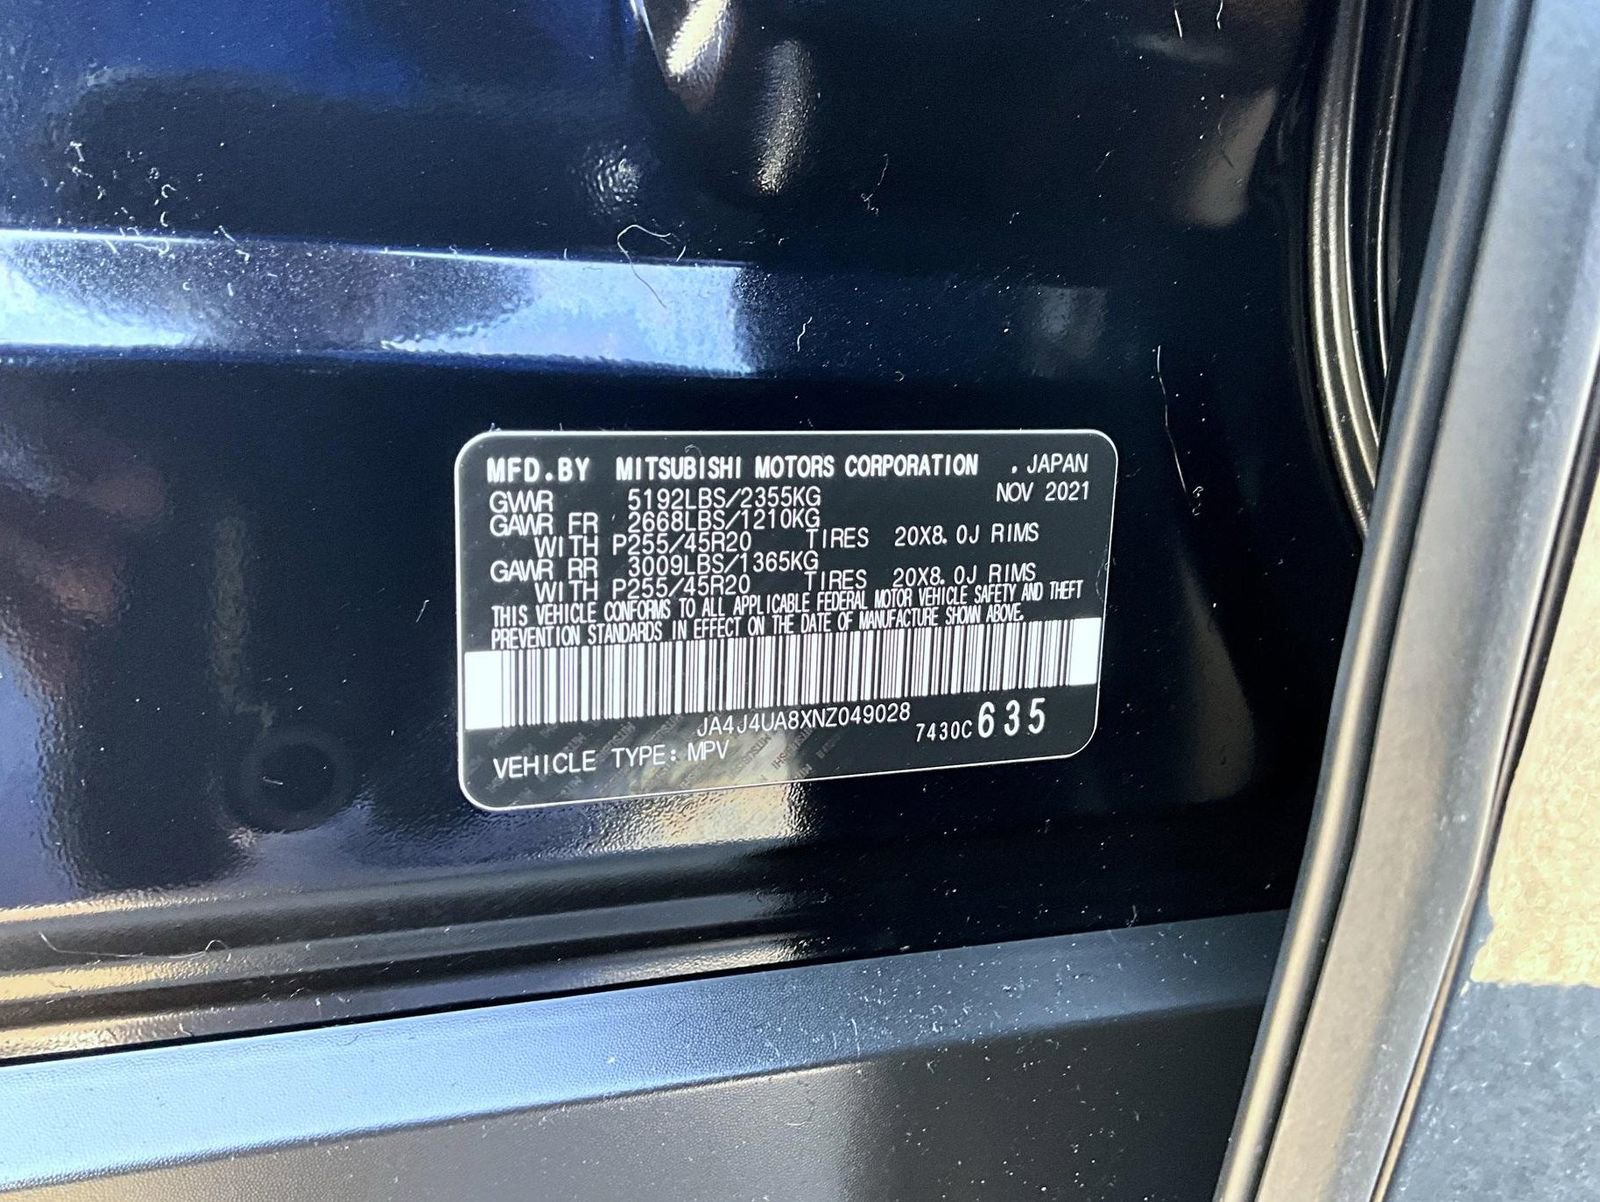 MFD.BY MITSUBISHI MOTORS CORPORATION . JAPAN
GVWR 5192LBS/2355KG NOV 2021
GAWR FR 2668LBS/1210KG
WITH P255/45R20 TIRES 20X8.0J RIMS
GAWR RR 3009LBS/1365KG
WITH P255/45R20 TIRES 20X8.0J RIMS
THIS VEHICLE CONFORMS TO ALL APPLICABLE FEDERAL MOTOR VEHICLE SAFETY AND THEFT
PREVENTION STANDARDS IN EFFECT ON THE DATE OF MANUFACTURE SHOWN ABOVE.
JA4J4UA8XNZ049028 7430C 635
VEHICLE TYPE: MPV